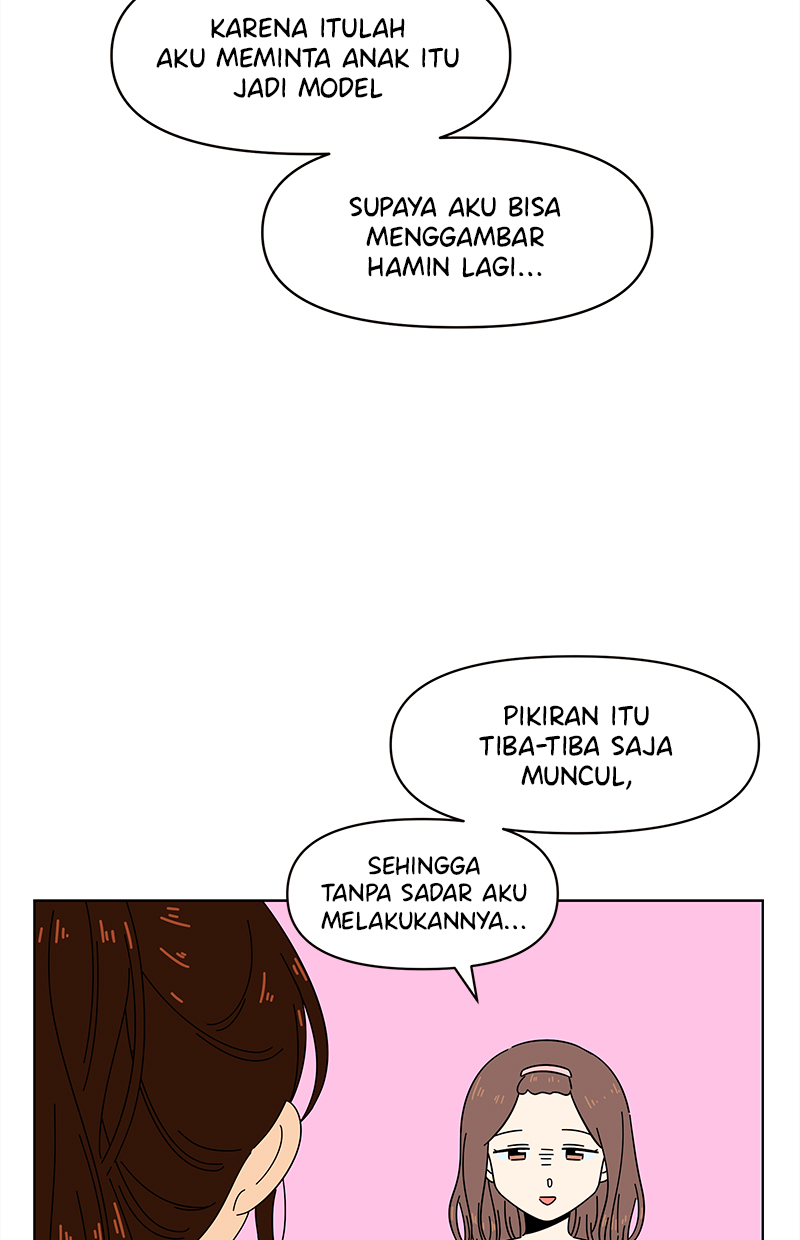 KARENA ITULAH
AKU MEMINTA ANAK ITU
JADI MODEL
SUPAYA AKU BISA
MENGGAMBAR
HAMIN LAGI...
PIKIRAN ITU
TIBA-TIBA SAJA
MUNCUL,
SEHINGGA
TANPA SADAR AKU
MELAKUKANNYA...